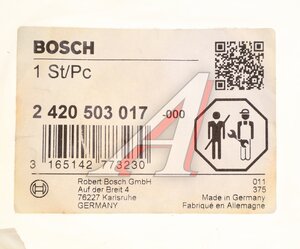 BOSCH
1 St/Pc
2 420 503 017 -000
3 165142 773230
Robert Bosch GmbH
Auf der Breit 4
76227 Karlsruhe
GERMANY
011
375
Made in Germany
Fabriqué en Allemagne